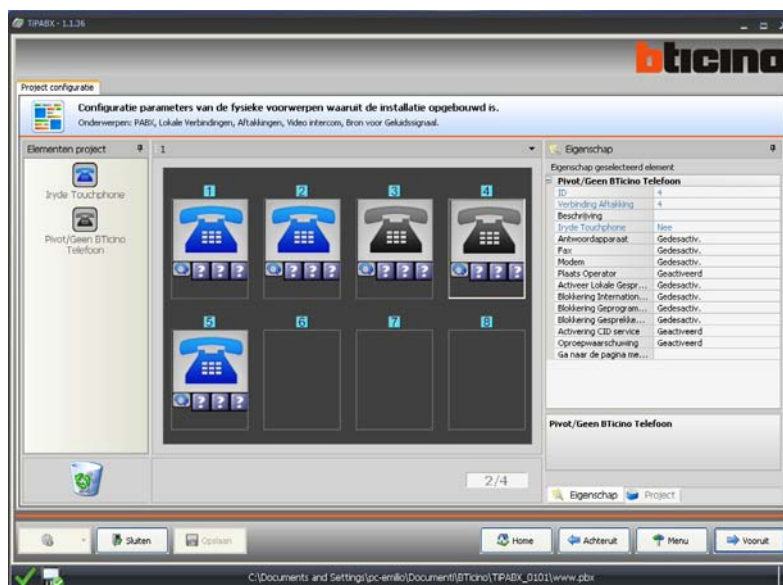 TiPABX - 1.1.36
bticino
Project configuratie
Configuratie parameters van de fysieke voorwerpen waaruit de installatie opgebouwd is.
Onderwerpen: PABX, Lokale Verbindingen, Aftakkingen, Video intercom, Bron voor Geluidssignaal.
Elementen project
Iryde Touchphone
Pivot/Geen BTicino
Telefoon
1
1 2 3 4
? ? ? ? ? ? ? ? ? ? ? ?
5 6 7 8
? ? ?
2/4
Eigenschap
Eigenschap geselecteerd element
Pivot/Geen BTicino Telefoon
ID 4
Verbinding Aftakking 4
Beschrijving
Iryde Touchphone Nee
Antwoordapparaat Gedesactiv.
Fax Gedesactiv.
Modem Gedesactiv.
Plaats Operator Geactiveerd
Activeer Lokale Gespr... Gedesactiv.
Blokkering Internation... Gedesactiv.
Blokkering Geprogram... Gedesactiv.
Blokkering Gesprekke... Gedesactiv.
Activering CID service Geactiveerd
Oproepwaarschuwing Geactiveerd
Ga naar de pagina me...
Pivot/Geen BTicino Telefoon
Eigenschap Project
Sluiten Opslaan Home Achteruit Menu Vooruit
C:\Documents and Settings\pc-emilio\Documenti\BTicino\TiPABX_0101\www.pbx